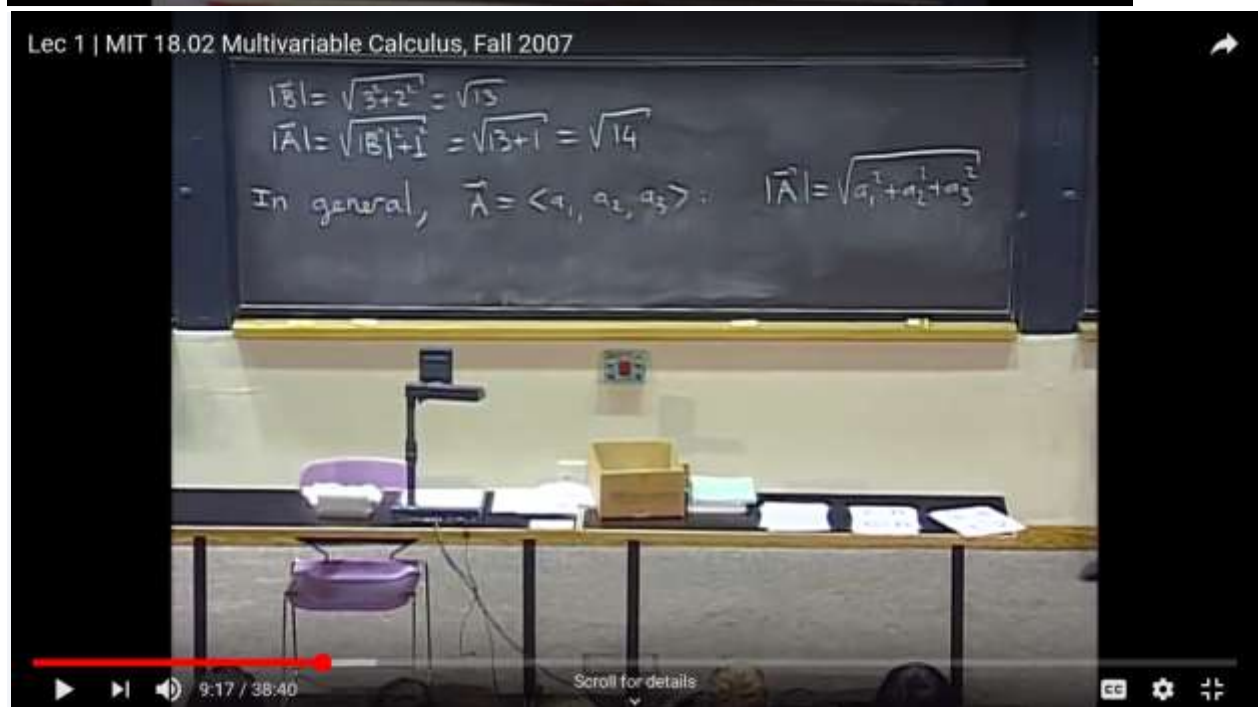 Lec 1 | MIT 18.02 Multivariable Calculus, Fall 2007
|B⃗| = √(3²+2²) = √13
|A⃗| = √(|B⃗|²+1²) = √(13+1) = √14
In general, A⃗ = <a₁, a₂, a₃> : |A⃗| = √(a₁²+a₂²+a₃²)
9:17 / 38:40
Scroll for details
CC